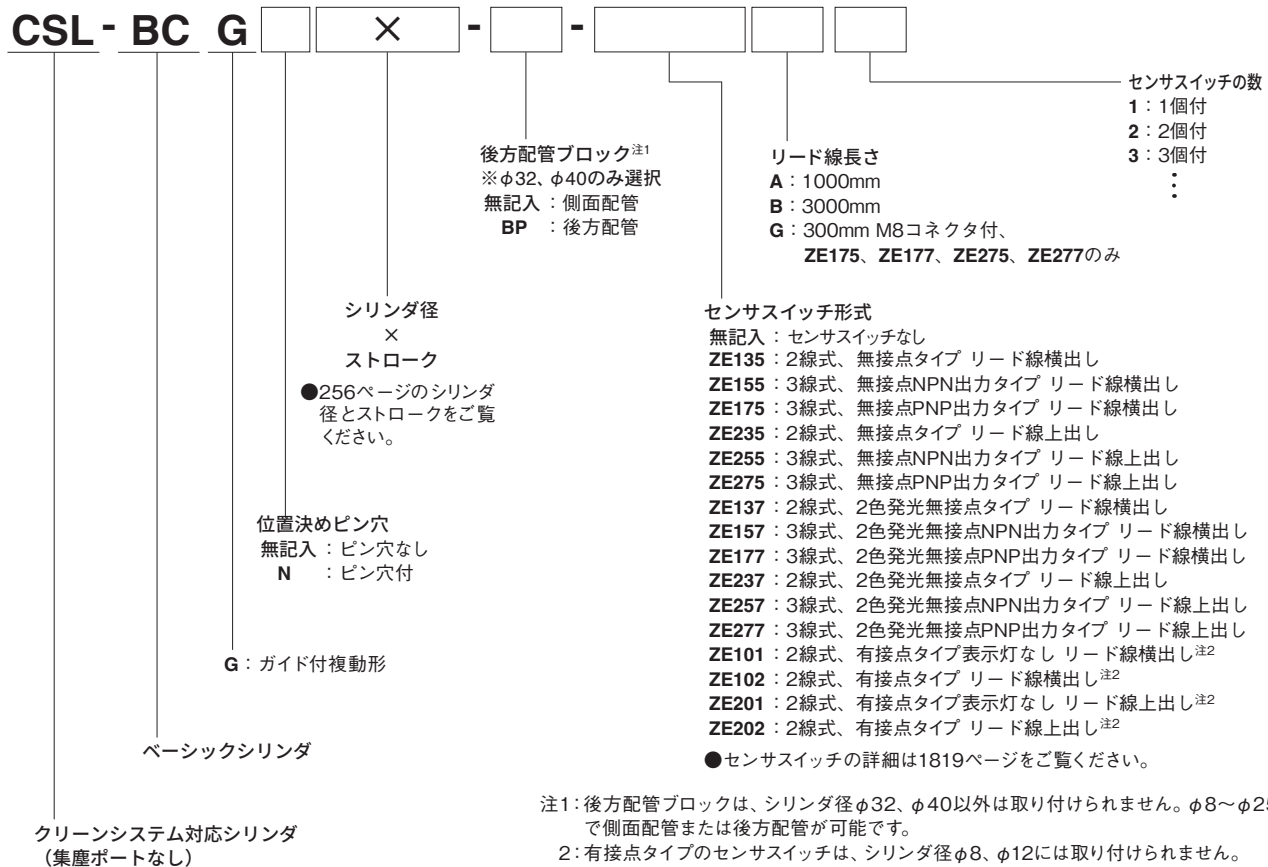 CSL - BC G □ □×□ - □ - □ □ □
センサスイッチの数
1：1個付
2：2個付
3：3個付
⋮
後方配管ブロック注1
※φ32、φ40のみ選択
無記入：側面配管
BP ：後方配管
リード線長さ
A：1000mm
B：3000mm
G：300mm M8コネクタ付、
ZE175、ZE177、ZE275、ZE277のみ
シリンダ径
×
ストローク
●256ページのシリンダ
径とストロークをご覧
ください。
センサスイッチ形式
無記入：センサスイッチなし
ZE135：2線式、無接点タイプ リード線横出し
ZE155：3線式、無接点NPN出力タイプ リード線横出し
ZE175：3線式、無接点PNP出力タイプ リード線横出し
ZE235：2線式、無接点タイプ リード線上出し
ZE255：3線式、無接点NPN出力タイプ リード線上出し
ZE275：3線式、無接点PNP出力タイプ リード線上出し
ZE137：2線式、2色発光無接点タイプ リード線横出し
ZE157：3線式、2色発光無接点NPN出力タイプ リード線横出し
ZE177：3線式、2色発光無接点PNP出力タイプ リード線横出し
ZE237：2線式、2色発光無接点タイプ リード線上出し
ZE257：3線式、2色発光無接点NPN出力タイプ リード線上出し
ZE277：3線式、2色発光無接点PNP出力タイプ リード線上出し
ZE101：2線式、有接点タイプ表示灯なし リード線横出し注2
ZE102：2線式、有接点タイプ リード線横出し注2
ZE201：2線式、有接点タイプ表示灯なし リード線上出し注2
ZE202：2線式、有接点タイプ リード線上出し注2
●センサスイッチの詳細は1819ページをご覧ください。
位置決めピン穴
無記入：ピン穴なし
N ：ピン穴付
G：ガイド付複動形
ベーシックシリンダ
クリーンシステム対応シリンダ
（集塵ポートなし）
注1：後方配管ブロックは、シリンダ径φ32、φ40以外は取り付けられません。φ8〜φ25
で側面配管または後方配管が可能です。
2：有接点タイプのセンサスイッチは、シリンダ径φ8、φ12には取り付けられません。